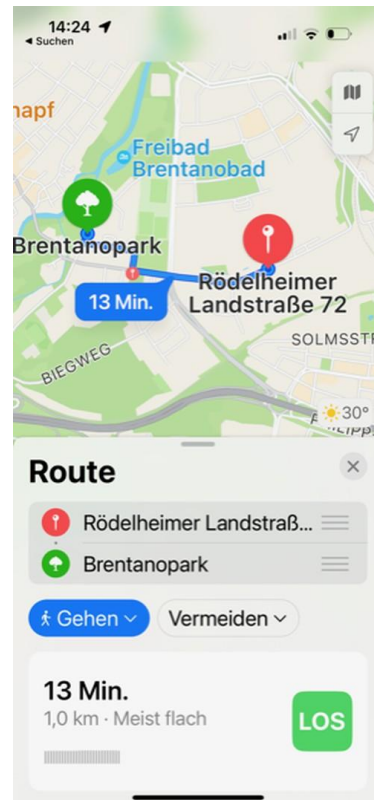 14:24
Suchen
napf
Freibad
Brentanobad
Brentanopark
13 Min.
Rödelheimer
Landstraße 72
SOLMSSTR
BIEGWEG
30°
Route
Rödelheimer Landstraß...
Brentanopark
Gehen
Vermeiden
13 Min.
1,0 km · Meist flach
LOS